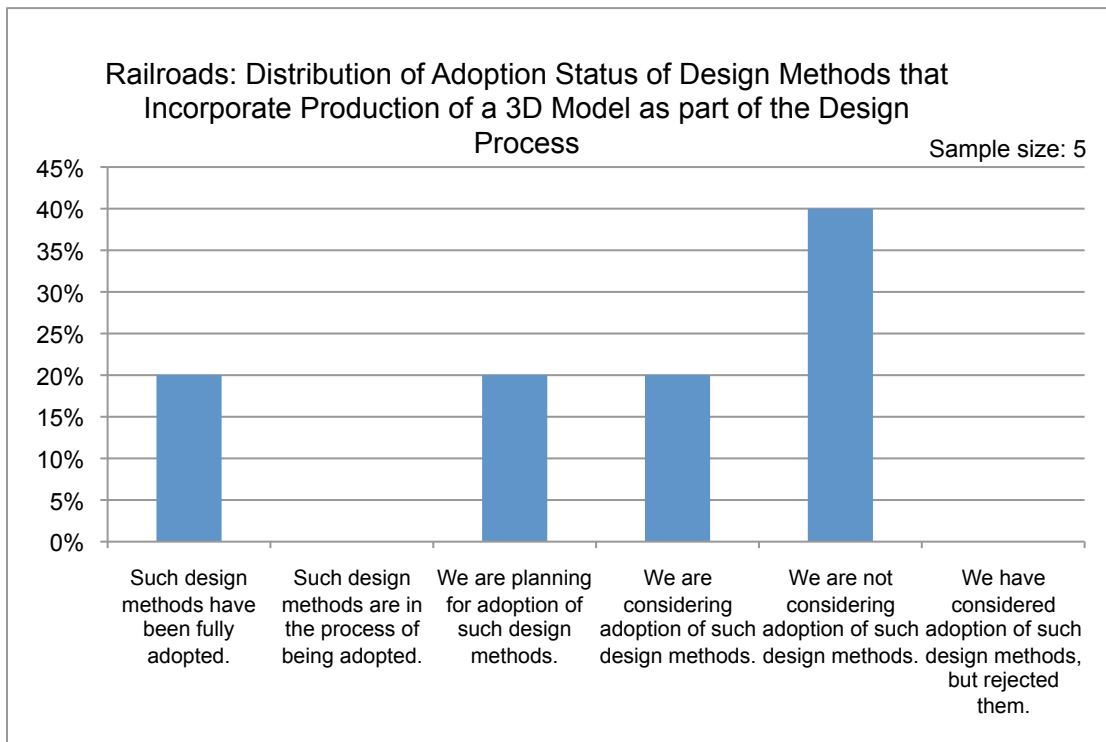 Railroads: Distribution of Adoption Status of Design Methods that
Incorporate Production of a 3D Model as part of the Design
Process
Sample size: 5
45%
40%
35%
30%
25%
20%
15%
10%
5%
0%
Such design
methods have
been fully
adopted.
Such design
methods are in
the process of
being adopted.
We are planning
for adoption of
such design
methods.
We are
considering
adoption of such
design methods.
We are not
considering
adoption of such
design methods.
We have
considered
adoption of such
design methods,
but rejected
them.